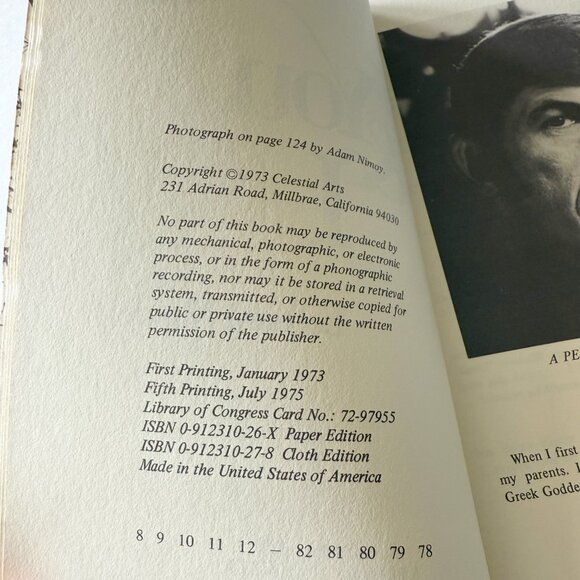 Photograph on page 124 by Adam Nimoy.
Copyright ©1973 Celestial Arts
231 Adrian Road, Millbrae, California 94030
No part of this book may be reproduced by
any mechanical, photographic, or electronic
process, or in the form of a phonographic
recording, nor may it be stored in a retrieval
system, transmitted, or otherwise copied for
public or private use without the written
permission of the publisher.
First Printing, January 1973
Fifth Printing, July 1975
Library of Congress Card No.: 72-97955
ISBN 0-912310-26-X Paper Edition
ISBN 0-912310-27-8 Cloth Edition
Made in the United States of America
8 9 10 11 12 — 82 81 80 79 78
A PE
When I first
my parents. I
Greek Godde